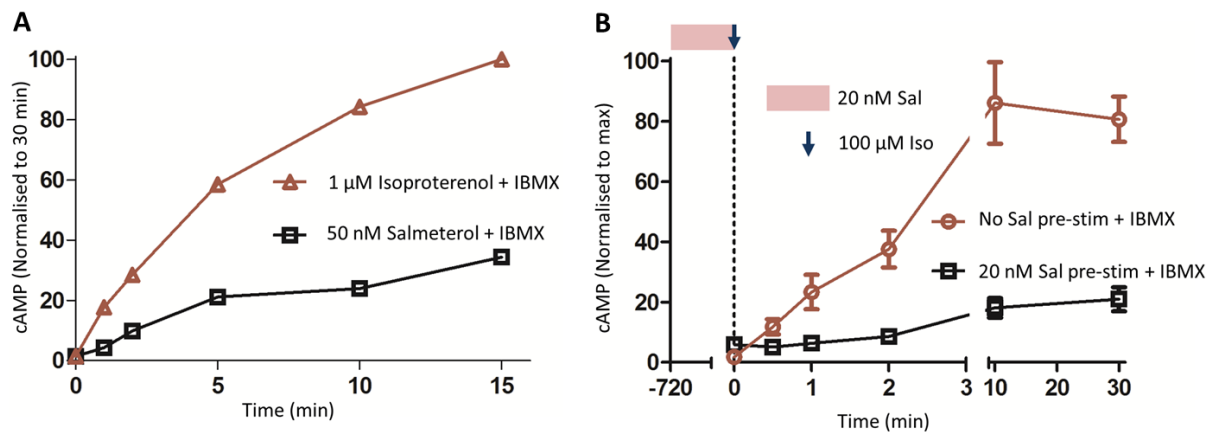 A
100
80
60
40
20
0
cAMP (Normalised to 30 min)
1 µM Isoproterenol + IBMX
50 nM Salmeterol + IBMX
0 5 10 15
Time (min)
B
100
80
60
40
20
0
cAMP (Normalised to max)
20 nM Sal
100 µM Iso
No Sal pre-stim + IBMX
20 nM Sal pre-stim + IBMX
-720 0 1 2 3 10 30
Time (min)